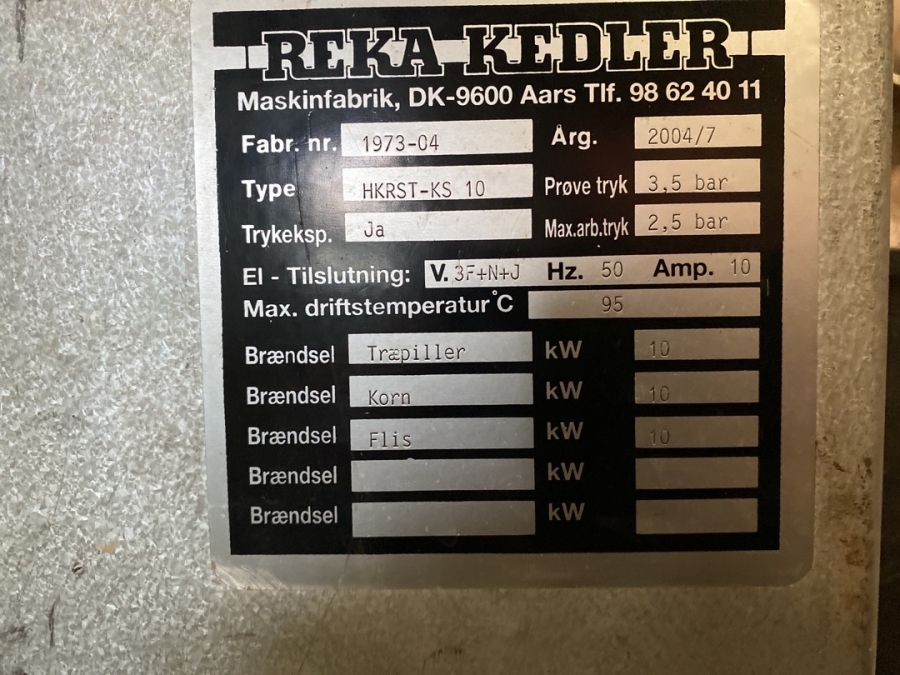 REKA KEDLER
Maskinfabrik, DK-9600 Aars Tlf. 98 62 40 11
Fabr. nr. 1973-04 Årg. 2004/7
Type HKRST-KS 10 Prøve tryk 3,5 bar
Trykeksp. Ja Max.arb.tryk 2,5 bar
El - Tilslutning: V. 3F+N+J Hz. 50 Amp. 10
Max. driftstemperatur °C 95
Brændsel Træpiller kW 10
Brændsel Korn kW 10
Brændsel Flis kW 10
Brændsel kW
Brændsel kW